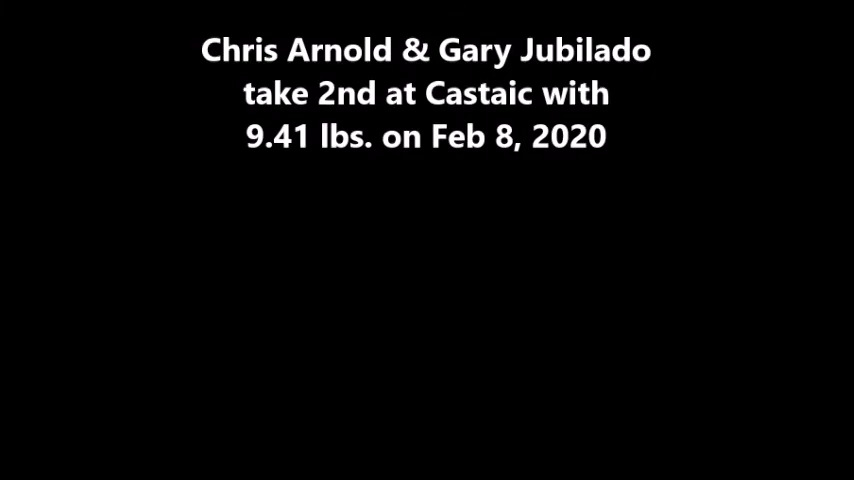 Chris Arnold & Gary Jubilado
take 2nd at Castaic with
9.41 lbs. on Feb 8, 2020